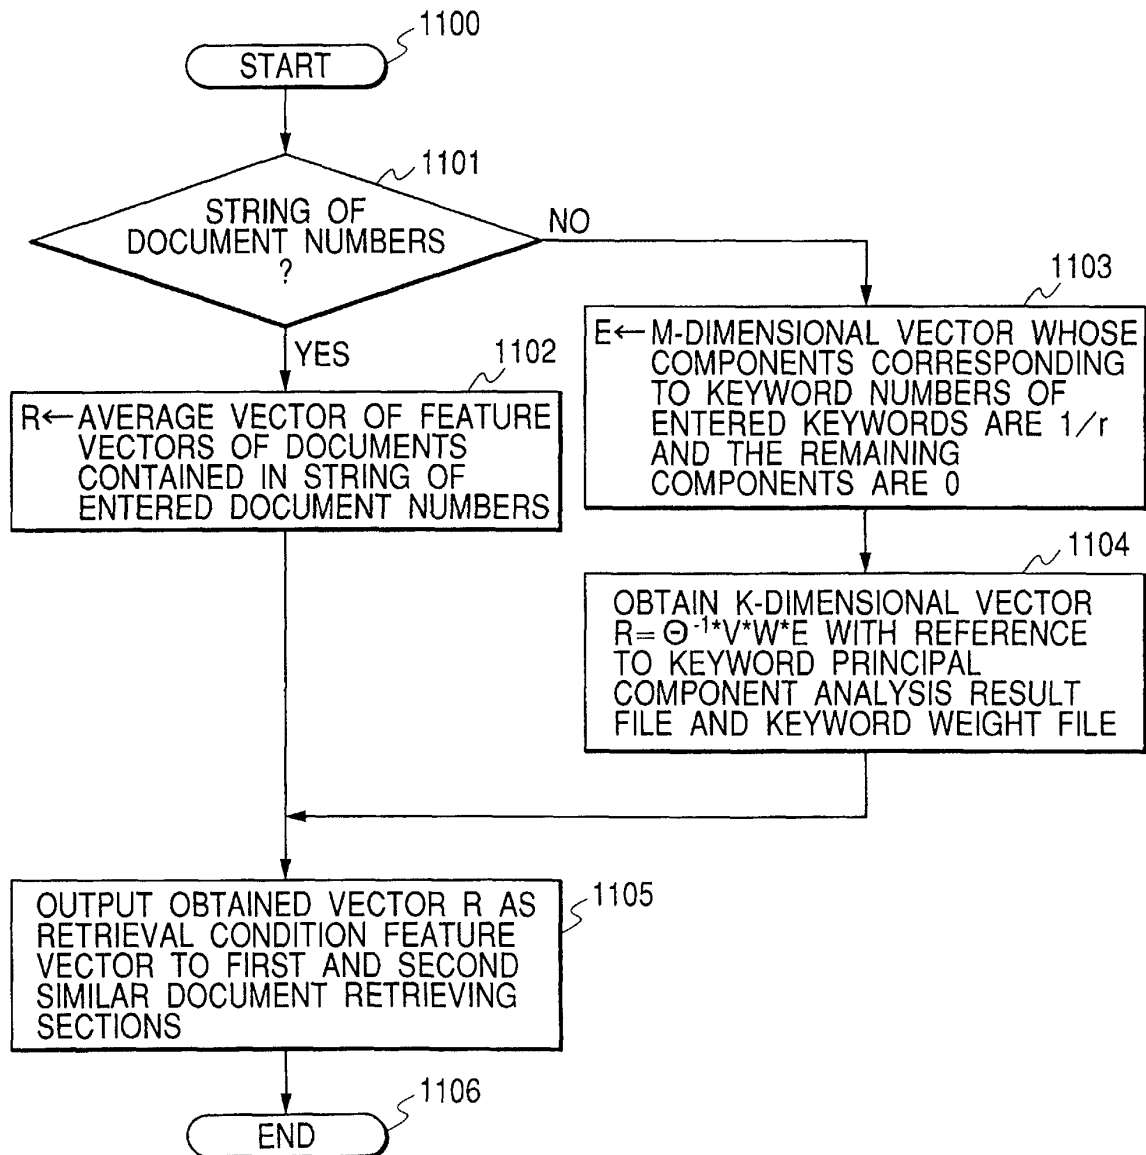 1100
START
1101
STRING OF
DOCUMENT NUMBERS
?
NO
YES
1102
R←AVERAGE VECTOR OF FEATURE
VECTORS OF DOCUMENTS
CONTAINED IN STRING OF
ENTERED DOCUMENT NUMBERS
1103
E←M-DIMENSIONAL VECTOR WHOSE
COMPONENTS CORRESPONDING
TO KEYWORD NUMBERS OF
ENTERED KEYWORDS ARE 1/r
AND THE REMAINING
COMPONENTS ARE 0
1104
OBTAIN K-DIMENSIONAL VECTOR
R=Θ⁻¹*V*W*E WITH REFERENCE
TO KEYWORD PRINCIPAL
COMPONENT ANALYSIS RESULT
FILE AND KEYWORD WEIGHT FILE
1105
OUTPUT OBTAINED VECTOR R AS
RETRIEVAL CONDITION FEATURE
VECTOR TO FIRST AND SECOND
SIMILAR DOCUMENT RETRIEVING
SECTIONS
1106
END